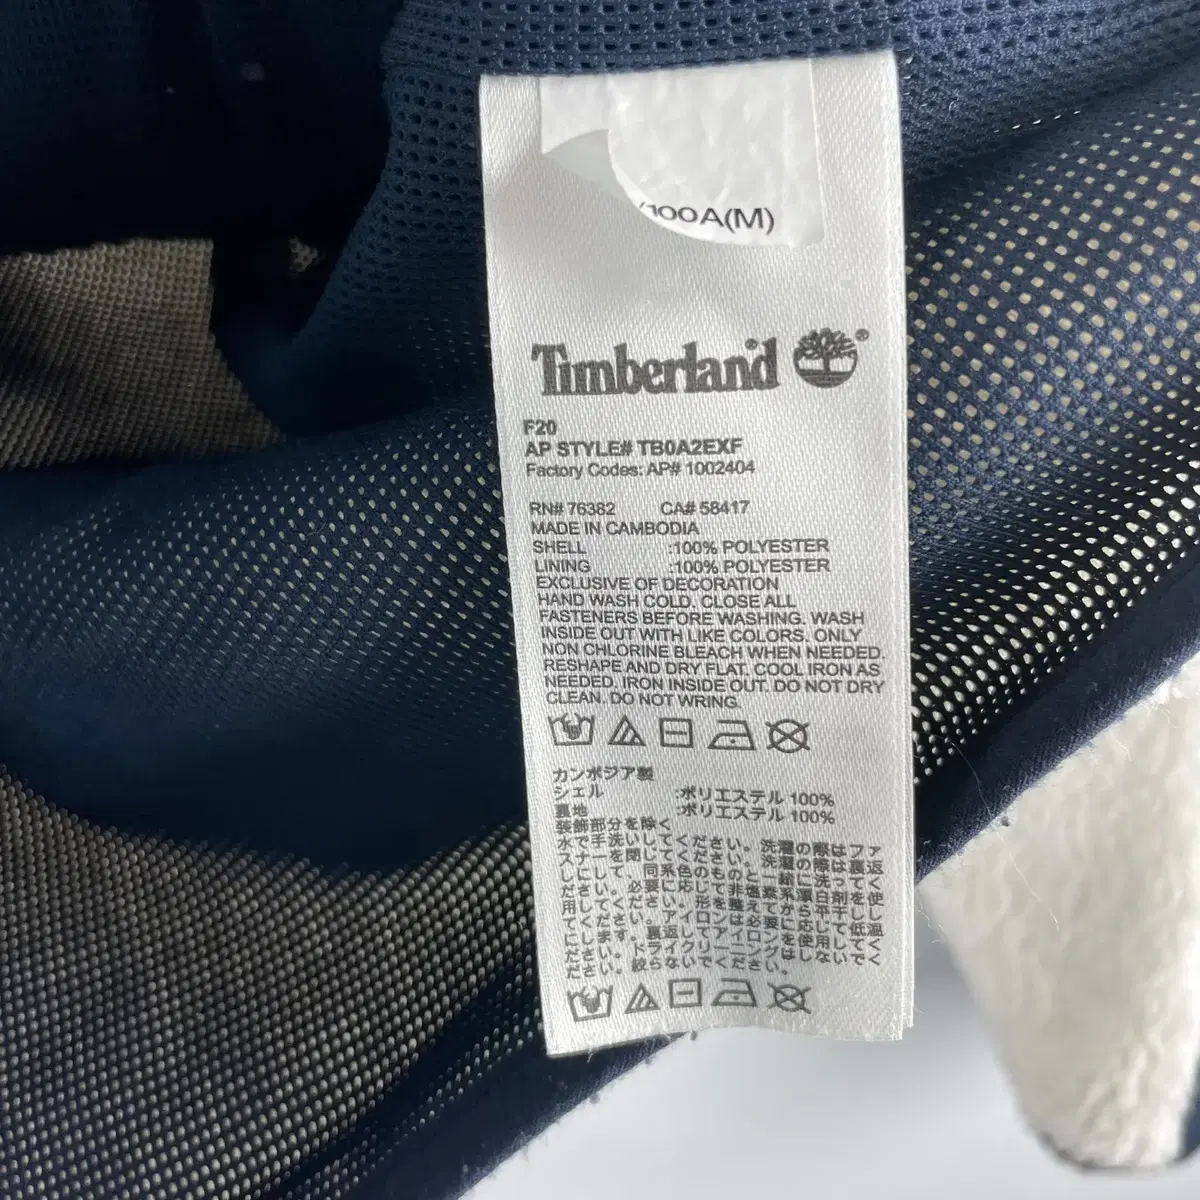 /100A(M)
Timberland ®
F20
AP STYLE# TB0A2EXF
Factory Codes: AP# 1002404
RN# 76382 CA# 58417
MADE IN CAMBODIA
SHELL :100% POLYESTER
LINING :100% POLYESTER
EXCLUSIVE OF DECORATION
HAND WASH COLD. CLOSE ALL
FASTENERS BEFORE WASHING. WASH
INSIDE OUT WITH LIKE COLORS. ONLY
NON CHLORINE BLEACH WHEN NEEDED.
RESHAPE AND DRY FLAT. COOL IRON AS
NEEDED. IRON INSIDE OUT. DO NOT DRY
CLEAN. DO NOT WRING.
カンボジア製
シェル :ポリエステル 100%
裏地 :ポリエステル 100%
装飾部分を除く
水で手洗いしてください。洗濯の際はファ
スナーを閉じてください。洗濯の際は裏返
しにして、同系色のものと一緒に洗ってく
ださい。必要に応じて非塩素系漂白剤を使
用してください。形を整えてから平干しし
てください。アイロンは必要に応じて低温
にします。裏返してアイロンを使用してく
ださい。ドライクリーニングはしないでく
ださい。絞らないでください。